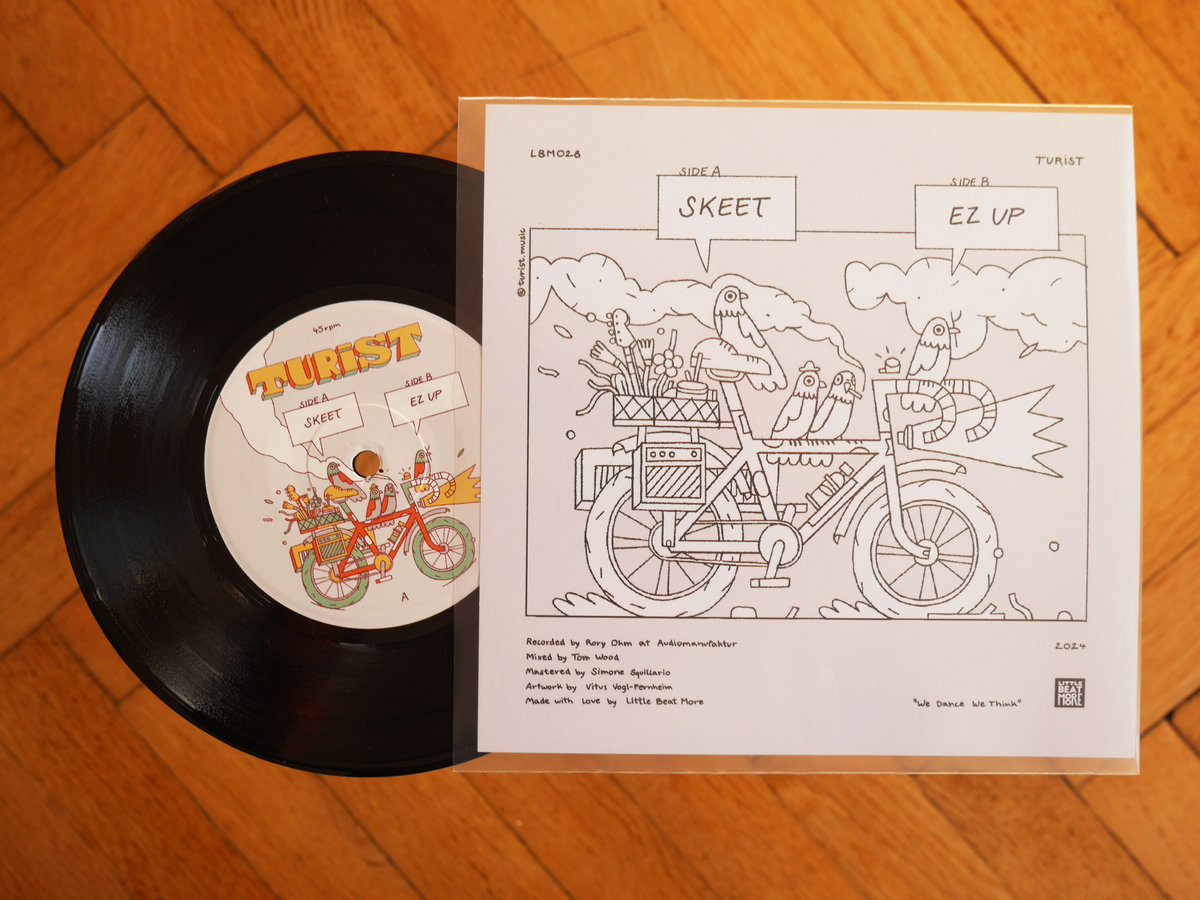 45rpm
TURiST
SIDE A
SKEET
SIDE B
EZ UP
A
LBM028
TURiST
SIDE A
SKEET
SIDE B
EZ UP
@turist.music
Recorded by Rory Ohm at Audiomanufaktur
Mixed by Tom Wood
Mastered by Simone Squillario
Artwork by Vitus Vogl-Fernheim
Made with Love by Little Beat More
2024
"We Dance We Think"
LITTLE
BEAT
MORE